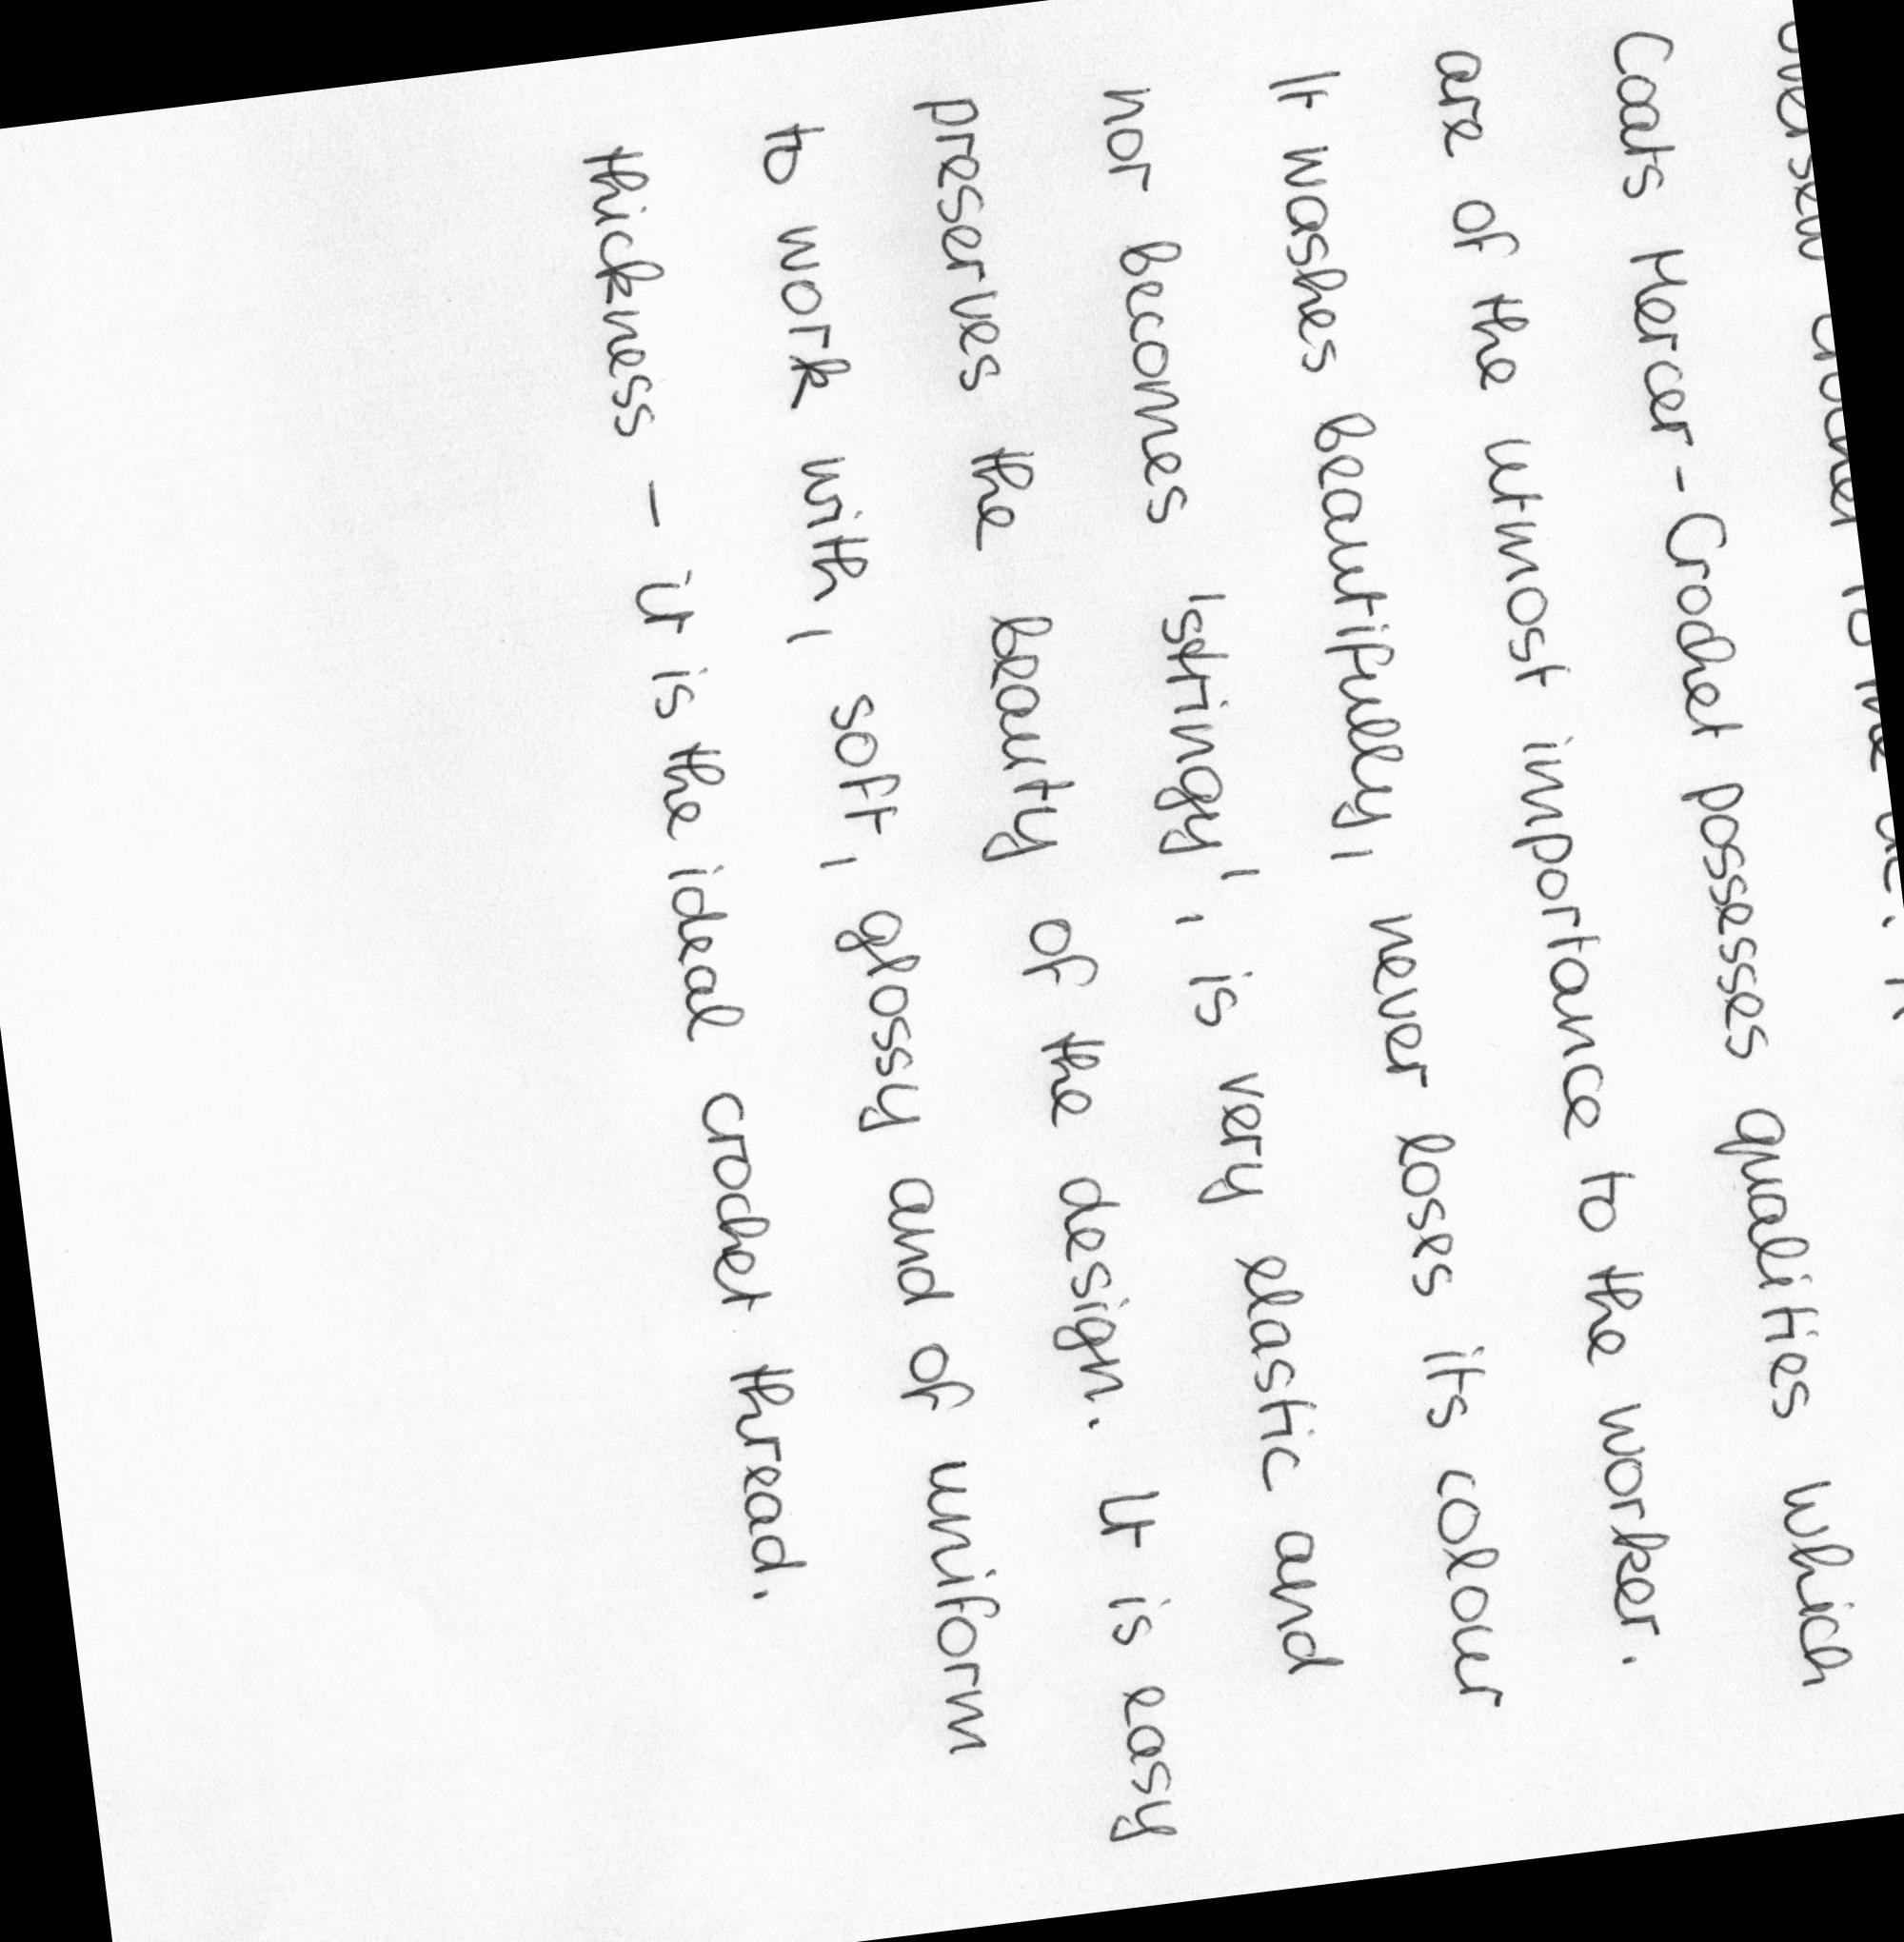 oversew crochet to the
Coats Mercer-Crochet possesses qualities which
are of the utmost importance to the worker.
It washes beautifully, never loses its colour
nor becomes 'stringy', is very elastic and
preserves the beauty of the design. It is easy
to work with, soft, glossy and of uniform
thickness - it is the ideal crochet thread.